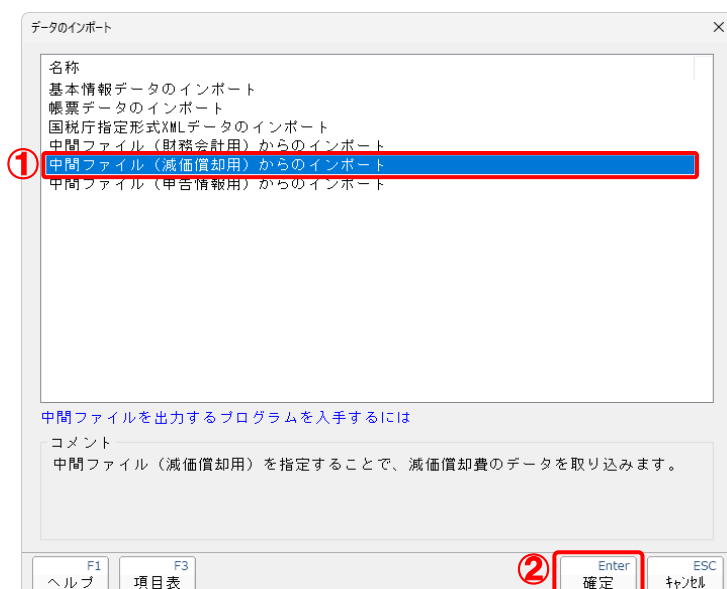 データのインポート
×
名称
基本情報データのインポート
帳票データのインポート
国税庁指定形式XMLデータのインポート
中間ファイル（財務会計用）からのインポート
①
中間ファイル（減価償却用）からのインポート
中間ファイル（申告情報用）からのインポート
中間ファイルを出力するプログラムを入手するには
コメント
中間ファイル（減価償却用）を指定することで、減価償却費のデータを取り込みます。
F1
ヘルプ
F3
項目表
②
Enter
確定
ESC
ｷｬﾝｾﾙ